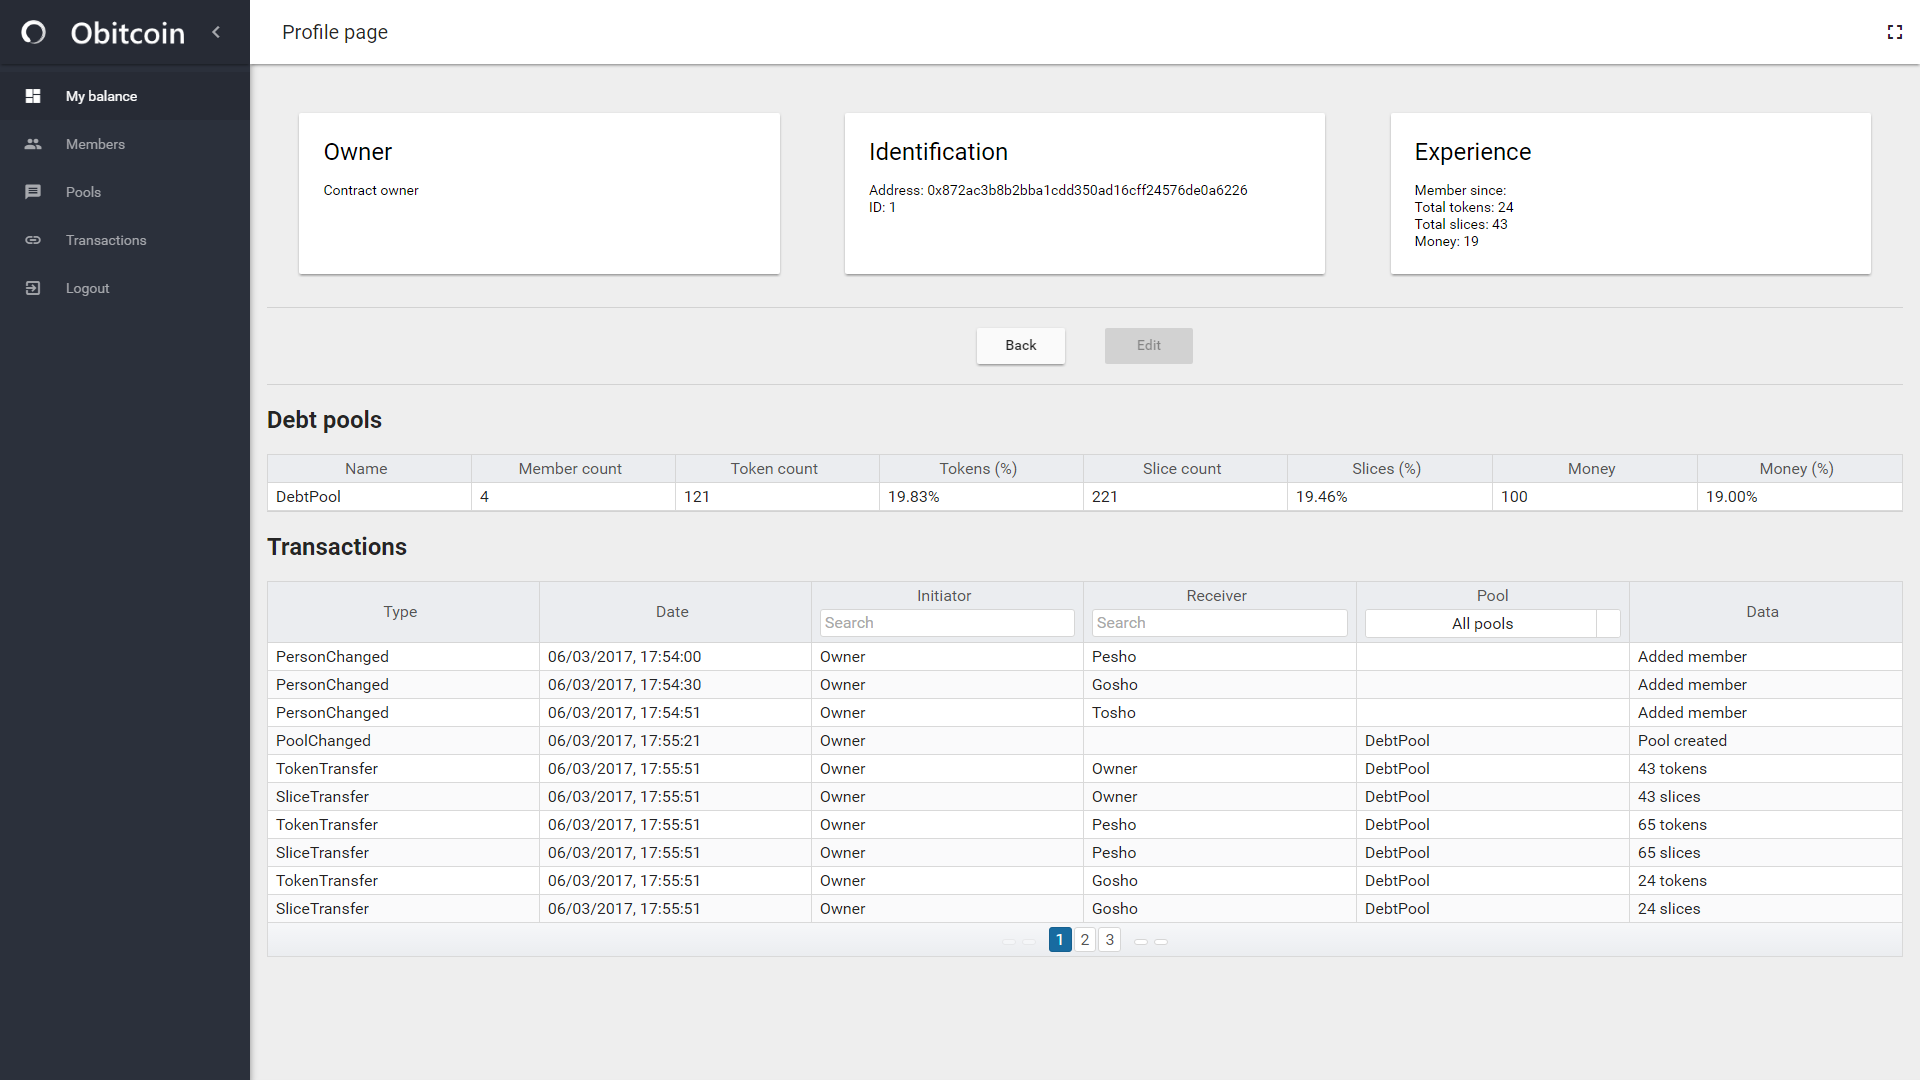 Obitcoin
Profile page
My balance
Members
Pools
Transactions
Logout
Owner
Contract owner
Identification
Address: 0x872ac3b8b2bba1cdd350ad16cff24576de0a6226
ID: 1
Experience
Member since:
Total tokens: 24
Total slices: 43
Money: 19
Back Edit
Debt pools
Name Member count Token count Tokens (%) Slice count Slices (%) Money Money (%)
DebtPool 4 121 19.83% 221 19.46% 100 19.00%
Transactions
Type Date Initiator Receiver Pool Data
Search Search All pools
PersonChanged 06/03/2017, 17:54:00 Owner Pesho Added member
PersonChanged 06/03/2017, 17:54:30 Owner Gosho Added member
PersonChanged 06/03/2017, 17:54:51 Owner Tosho Added member
PoolChanged 06/03/2017, 17:55:21 Owner DebtPool Pool created
TokenTransfer 06/03/2017, 17:55:51 Owner Owner DebtPool 43 tokens
SliceTransfer 06/03/2017, 17:55:51 Owner Owner DebtPool 43 slices
TokenTransfer 06/03/2017, 17:55:51 Owner Pesho DebtPool 65 tokens
SliceTransfer 06/03/2017, 17:55:51 Owner Pesho DebtPool 65 slices
TokenTransfer 06/03/2017, 17:55:51 Owner Gosho DebtPool 24 tokens
SliceTransfer 06/03/2017, 17:55:51 Owner Gosho DebtPool 24 slices
1 2 3